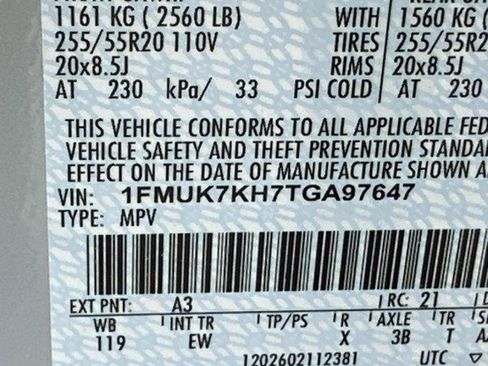 1161 KG ( 2560 LB) WITH 1560 KG (
255/55R20 110V TIRES 255/55R2
20x8.5J RIMS 20x8.5J
AT 230 kPa/ 33 PSI COLD AT 230
THIS VEHICLE CONFORMS TO ALL APPLICABLE FED
VEHICLE SAFETY AND THEFT PREVENTION STANDA
EFFECT ON THE DATE OF MANUFACTURE SHOWN A
VIN: 1FMUK7KH7TGA97647
TYPE: MPV
EXT PNT: A3 RC: 21
WB INT TR TP/PS R AXLE TR
119 EW X 3B T
1202602112381 UTC